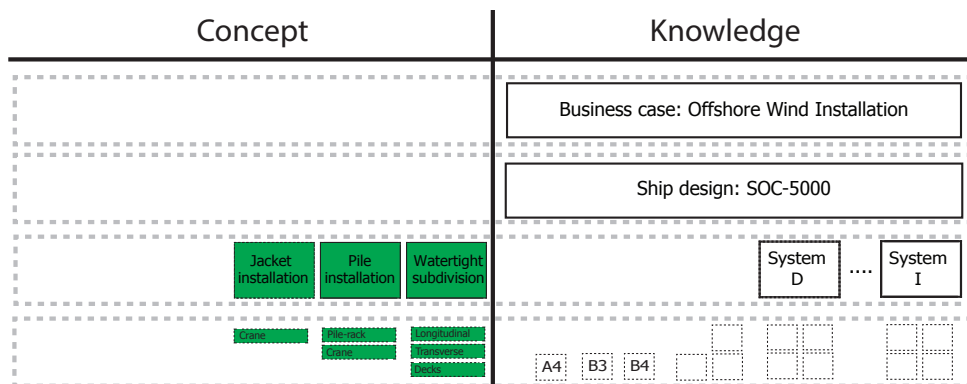 Concept
Knowledge
Business case: Offshore Wind Installation
Ship design: SOC-5000
Jacket
installation
Pile
installation
Watertight
subdivision
System
D
....
System
I
Crane
Pile-rack
Crane
Longitudinal
Transverse
Decks
A4
B3
B4